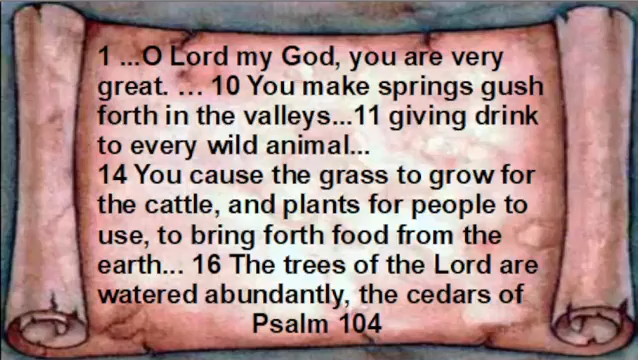 1 ...O Lord my God, you are very
great. ... 10 You make springs gush
forth in the valleys...11 giving drink
to every wild animal...
14 You cause the grass to grow for
the cattle, and plants for people to
use, to bring forth food from the
earth... 16 The trees of the Lord are
watered abundantly, the cedars of
Psalm 104